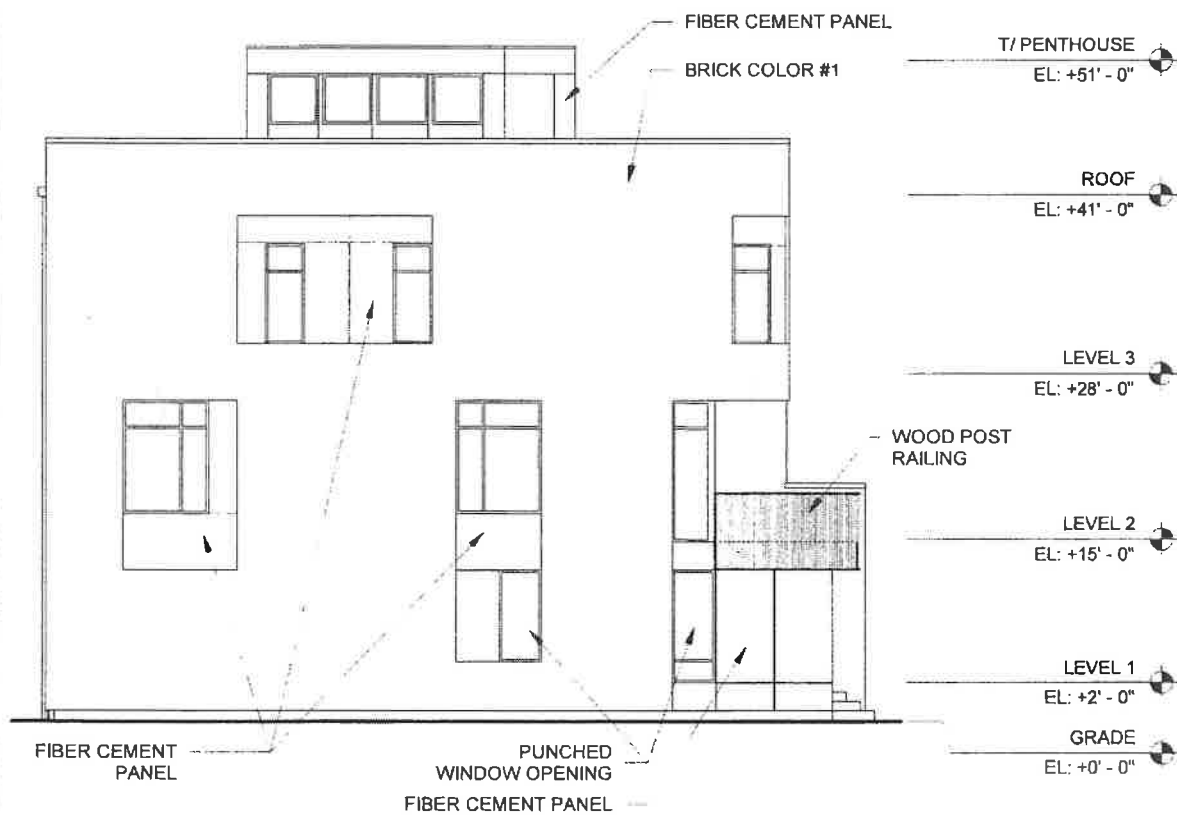 FIBER CEMENT PANEL
BRICK COLOR #1
T/ PENTHOUSE
EL: +51' - 0"
ROOF
EL: +41' - 0"
LEVEL 3
EL: +28' - 0"
WOOD POST
RAILING
LEVEL 2
EL: +15' - 0"
LEVEL 1
EL: +2' - 0"
GRADE
EL: +0' - 0"
FIBER CEMENT
PANEL
PUNCHED
WINDOW OPENING
FIBER CEMENT PANEL